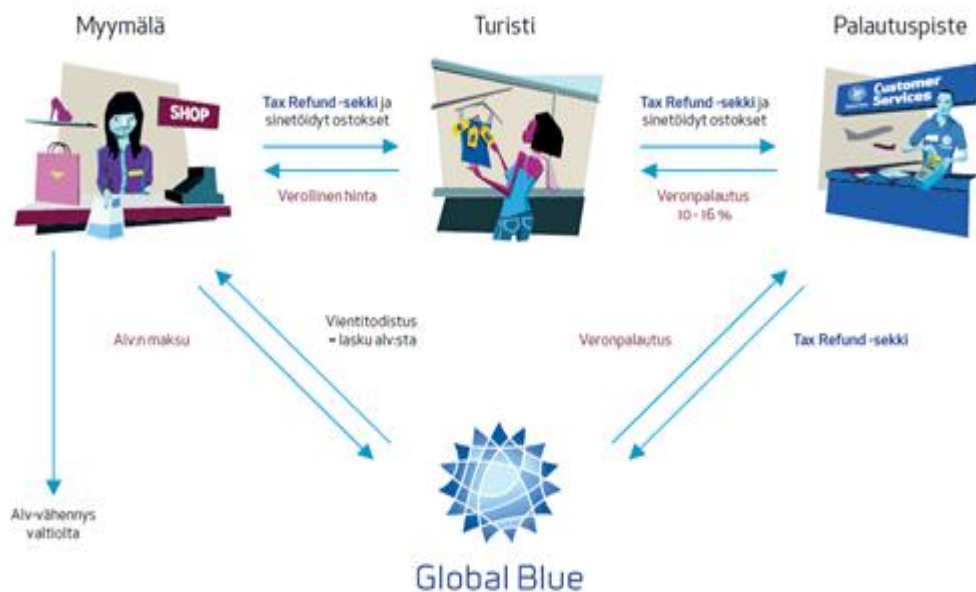 Myymälä
Turisti
Palautuspiste
SHOP
Customer
Services
Tax Refund -sekki ja
sinetöidyt ostokset
Verollinen hinta
Tax Refund -sekki ja
sinetöidyt ostokset
Veronpalautus
10 - 16 %
Alv:n maksu
Vientitodistus
= lasku alv:sta
Veronpalautus
Tax Refund -sekki
Alv-vähennys
valtiolta
Global Blue